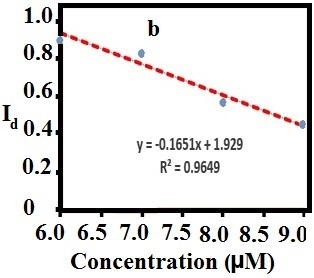 1.0
b
0.8
0.6
I_d
0.4
y = -0.1651x + 1.929
R² = 0.9649
0.2
0
6.0 6.5 7.0 7.5 8.0 8.5 9.0
Concentration (μM)